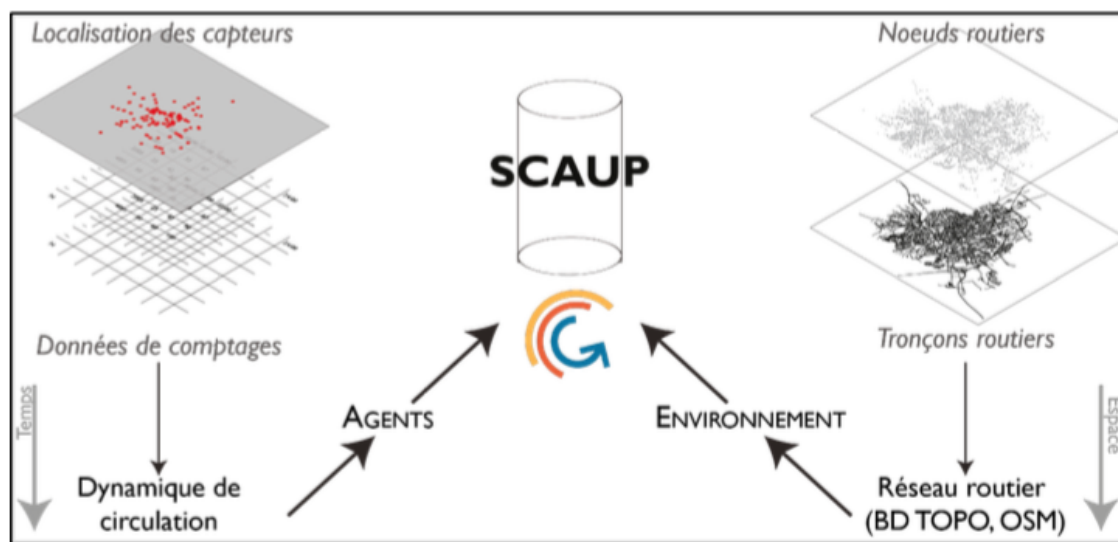 Localisation des capteurs
Noeuds routiers
SCAUP
Données de comptages
Tronçons routiers
Temps
AGENTS
ENVIRONNEMENT
Espace
Dynamique de
circulation
Réseau routier
(BD TOPO, OSM)